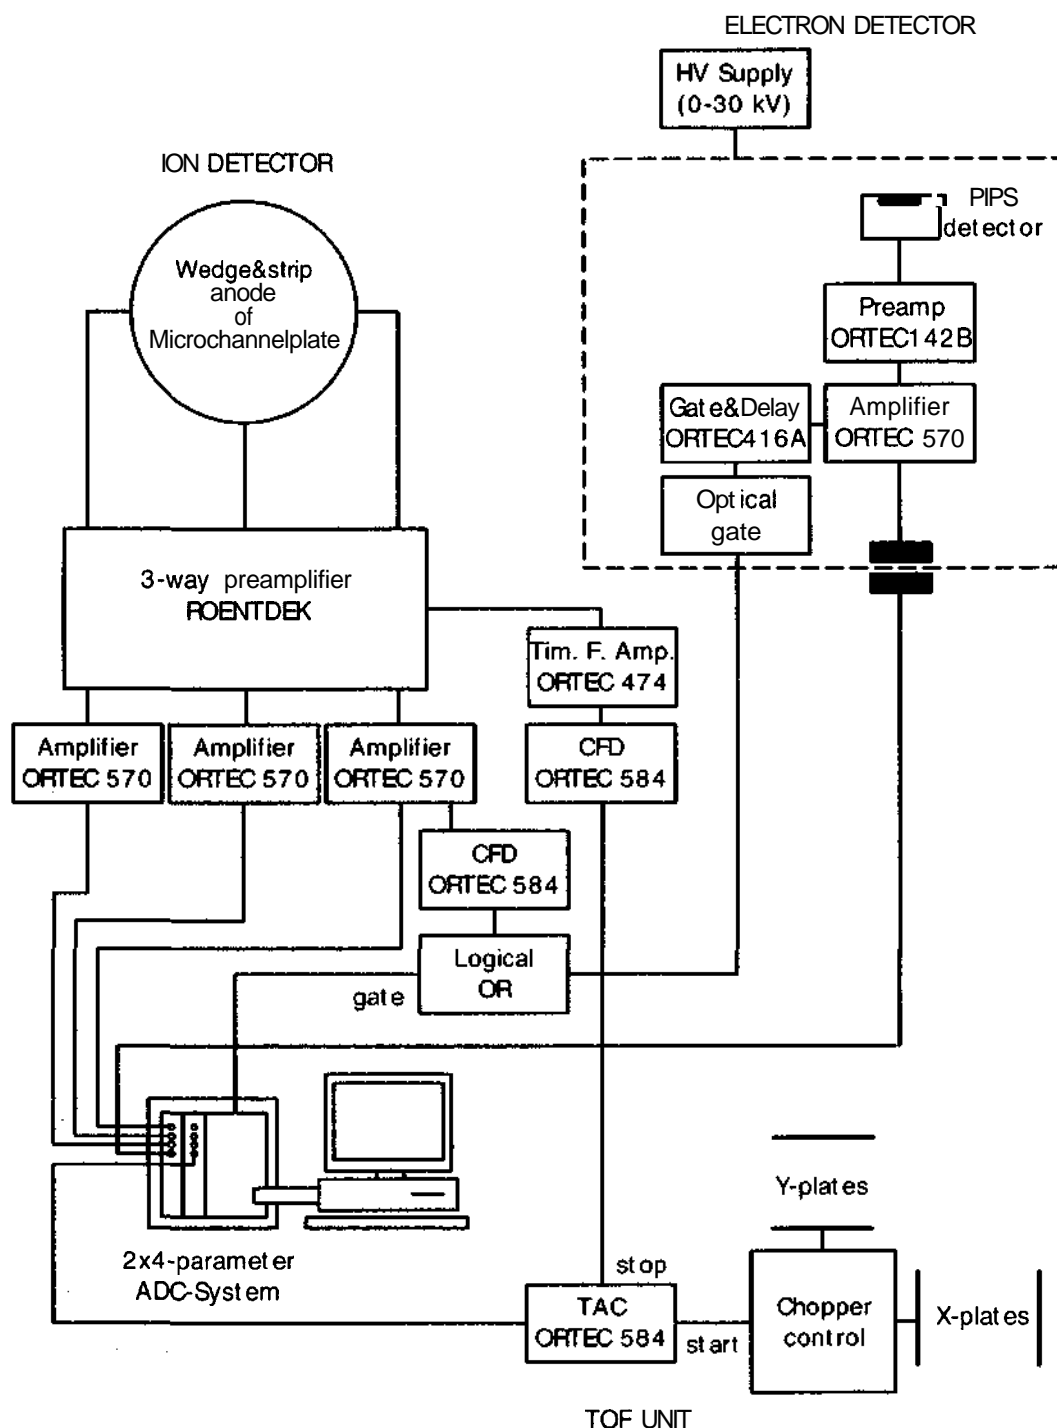 ELECTRON DETECTOR
HV Supply
(0-30 kV)
ION DETECTOR
PIPS
detector
Wedge&strip
anode
of
Microchannelplate
Preamp
ORTEC142B
Gate&Delay
ORTEC416A
Amplifier
ORTEC 570
Optical
gate
3-way preamplifier
ROENTDEK
Tim. F. Amp.
ORTEC 474
Amplifier
ORTEC 570
Amplifier
ORTEC 570
Amplifier
ORTEC 570
CFD
ORTEC 584
CFD
ORTEC 584
Logical
OR
gate
Y-plates
2x4-parameter
ADC-System
stop
TAC
ORTEC 584
start
Chopper
control
X-plates
TOF UNIT